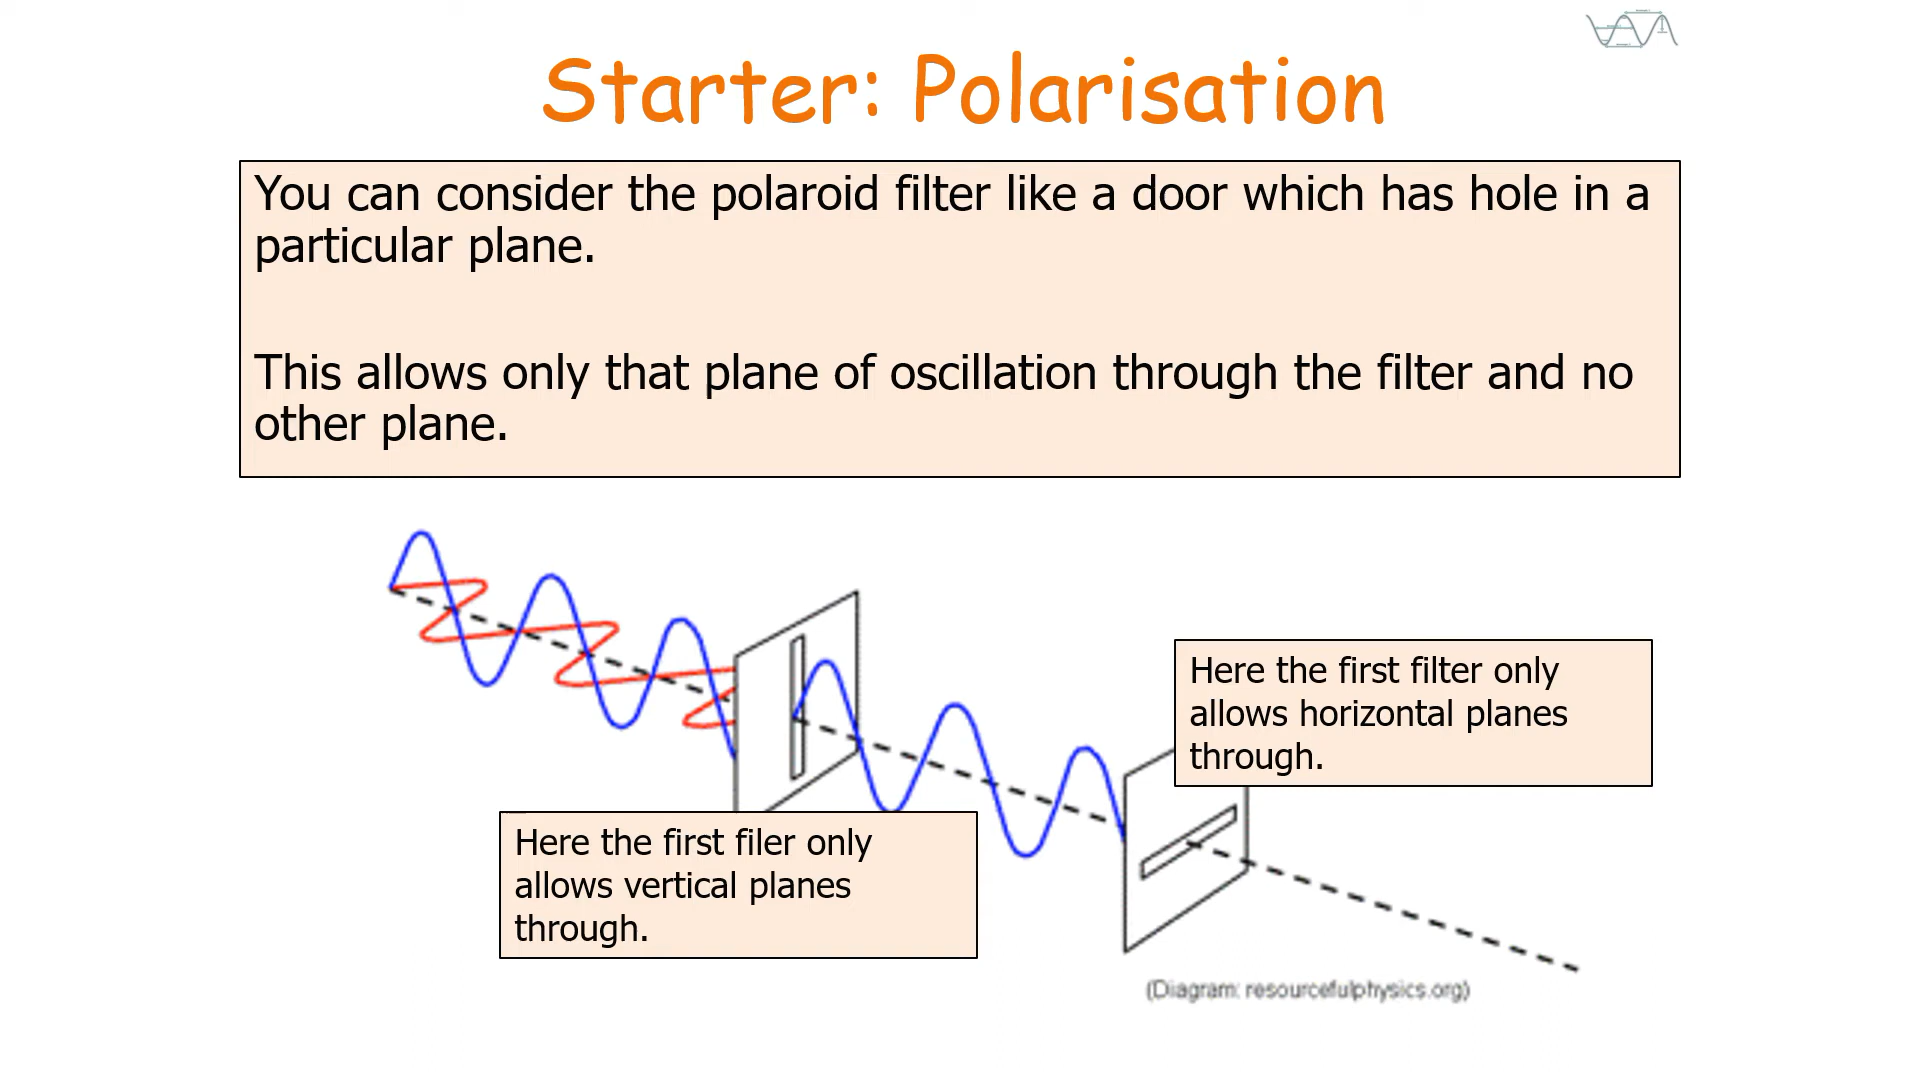 Starter: Polarisation
You can consider the polaroid filter like a door which has hole in a
particular plane.
This allows only that plane of oscillation through the filter and no
other plane.
Here the first filter only
allows horizontal planes
through.
Here the first filer only
allows vertical planes
through.
(Diagram: resourcefulphysics.org)